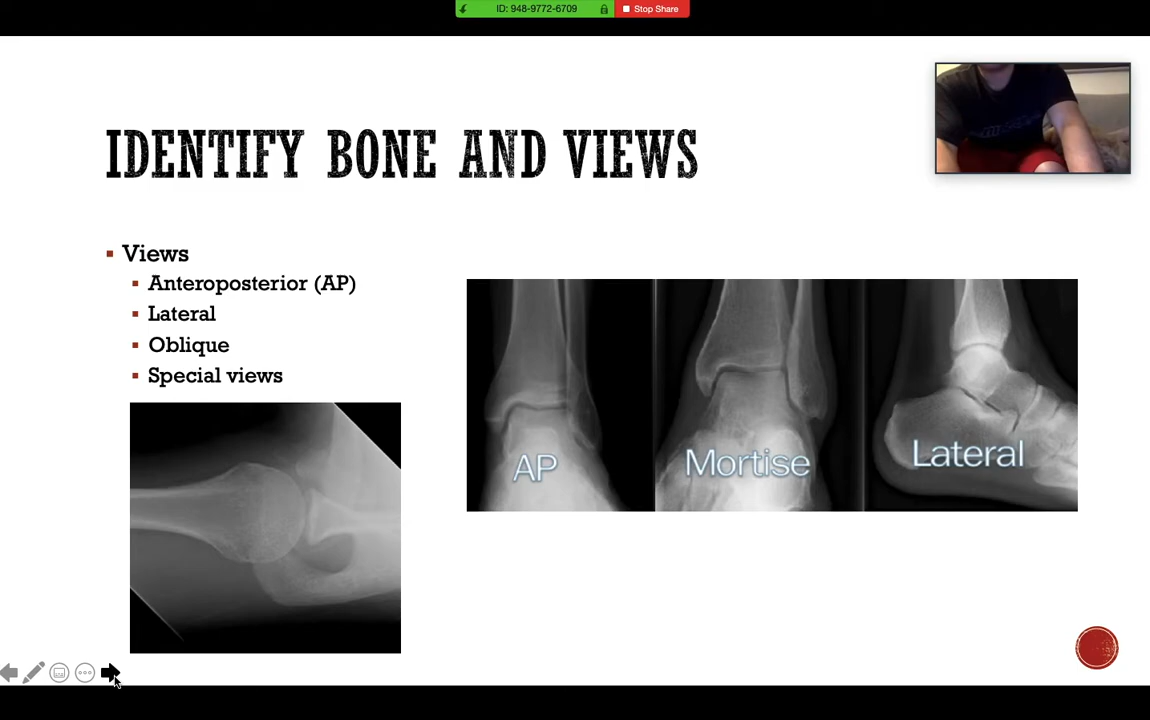 ID: 948-9772-6709
Stop Share
IDENTIFY BONE AND VIEWS
Views
Anteroposterior (AP)
Lateral
Oblique
Special views
AP
Mortise
Lateral